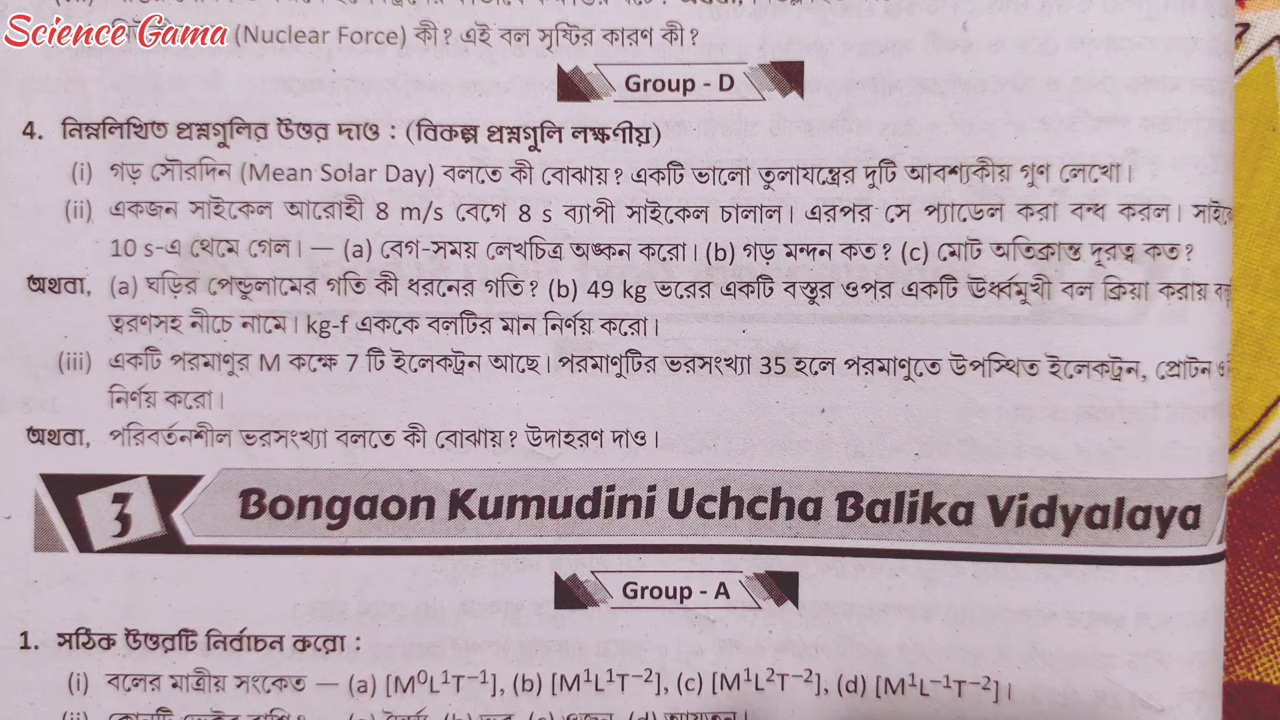 Science Gama (Nuclear Force) কী? এই বল সৃষ্টির কারণ কী?
Group - D
4. নিম্নলিখিত প্রশ্নগুলির উত্তর দাও : (বিকল্প প্রশ্নগুলি লক্ষণীয়)
(i) গড় সৌরদিন (Mean Solar Day) বলতে কী বোঝায়? একটি ভালো তুলাযন্ত্রের দুটি আবশ্যকীয় গুণ লেখো।
(ii) একজন সাইকেল আরোহী 8 m/s বেগে 8 s ব্যাপী সাইকেল চালাল। এরপর সে প্যাডেল করা বন্ধ করল।
10 s-এ থেমে গেল। — (a) বেগ-সময় লেখচিত্র অঙ্কন করো। (b) গড় মন্দন কত? (c) মোট অতিক্রান্ত দূরত্ব কত?
অথবা, (a) ঘড়ির পেন্ডুলামের গতি কী ধরনের গতি? (b) 49 kg ভরের একটি বস্তুর ওপর একটি ঊর্ধ্বমুখী বল ক্রিয়া করায়
ত্বরণসহ নীচে নামে। kg-f এককে বলটির মান নির্ণয় করো।
(iii) একটি পরমাণুর M কক্ষে 7 টি ইলেকট্রন আছে। পরমাণুটির ভরসংখ্যা 35 হলে পরমাণুতে উপস্থিত ইলেকট্রন, প্রোটন
নির্ণয় করো।
অথবা, পরিবর্তনশীল ভরসংখ্যা বলতে কী বোঝায়? উদাহরণ দাও।
3 Bongaon Kumudini Uchcha Balika Vidyalaya
Group - A
1. সঠিক উত্তরটি নির্বাচন করো :
(i) বলের মাত্রীয় সংকেত — (a) [M⁰L¹T⁻¹], (b) [M¹L¹T⁻²], (c) [M¹L²T⁻²], (d) [M¹L⁻¹T⁻²]।